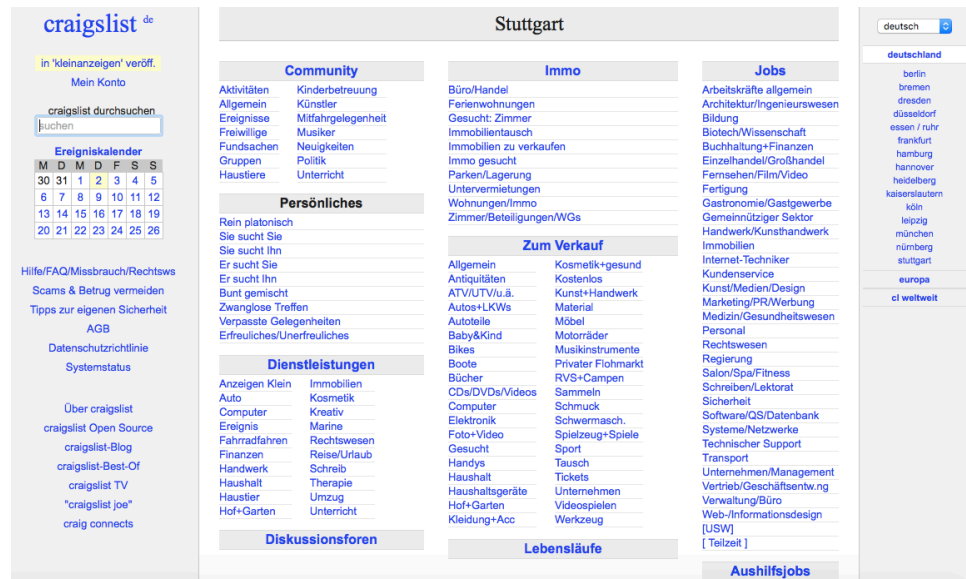 craigslist de
in 'kleinanzeigen' veröff.
Mein Konto
craigslist durchsuchen
suchen
Ereigniskalender
M D M D F S S
30 31 1 2 3 4 5
6 7 8 9 10 11 12
13 14 15 16 17 18 19
20 21 22 23 24 25 26
Hilfe/FAQ/Missbrauch/Rechtsws
Scams & Betrug vermeiden
Tipps zur eigenen Sicherheit
AGB
Datenschutzrichtlinie
Systemstatus
Über craigslist
craigslist Open Source
craigslist-Blog
craigslist-Best-Of
craigslist TV
"craigslist joe"
craig connects
Stuttgart
Community
Aktivitäten Kinderbetreuung
Allgemein Künstler
Ereignisse Mitfahrgelegenheit
Freiwillige Musiker
Fundsachen Neuigkeiten
Gruppen Politik
Haustiere Unterricht
Persönliches
Rein platonisch
Sie sucht Sie
Sie sucht Ihn
Er sucht Sie
Er sucht Ihn
Bunt gemischt
Zwanglose Treffen
Verpasste Gelegenheiten
Erfreuliches/Unerfreuliches
Dienstleistungen
Anzeigen Klein Immobilien
Auto Kosmetik
Computer Kreativ
Ereignis Marine
Fahrradfahren Rechtswesen
Finanzen Reise/Urlaub
Handwerk Schreib
Haushalt Therapie
Haustier Umzug
Hof+Garten Unterricht
Diskussionsforen
Immo
Büro/Handel
Ferienwohnungen
Gesucht: Zimmer
Immobilientausch
Immobilien zu verkaufen
Immo gesucht
Parken/Lagerung
Untervermietungen
Wohnungen/Immo
Zimmer/Beteiligungen/WGs
Zum Verkauf
Allgemein Kosmetik+gesund
Antiquitäten Kostenlos
ATV/UTV/u.ä. Kunst+Handwerk
Autos+LKWs Material
Autoteile Möbel
Baby&Kind Motorräder
Bikes Musikinstrumente
Boote Privater Flohmarkt
Bücher RVS+Campen
CDs/DVDs/Videos Sammeln
Computer Schmuck
Elektronik Schwermasch.
Foto+Video Spielzeug+Spiele
Gesucht Sport
Handys Tausch
Haushalt Tickets
Haushaltsgeräte Unternehmen
Hof+Garten Videospielen
Kleidung+Acc Werkzeug
Lebensläufe
Jobs
Arbeitskräfte allgemein
Architektur/Ingenieurswesen
Bildung
Biotech/Wissenschaft
Buchhaltung+Finanzen
Einzelhandel/Großhandel
Fernsehen/Film/Video
Fertigung
Gastronomie/Gastgewerbe
Gemeinnütziger Sektor
Handwerk/Kunsthandwerk
Immobilien
Internet-Techniker
Kundenservice
Kunst/Medien/Design
Marketing/PR/Werbung
Medizin/Gesundheitswesen
Personal
Rechtswesen
Regierung
Salon/Spa/Fitness
Schreiben/Lektorat
Sicherheit
Software/QS/Datenbank
Systeme/Netzwerke
Technischer Support
Transport
Unternehmen/Management
Vertrieb/Geschäftsentw.ng
Verwaltung/Büro
Web-/Informationsdesign
[USW]
[ Teilzeit ]
Aushilfsjobs
deutsch
deutschland
berlin
bremen
dresden
düsseldorf
essen / ruhr
frankfurt
hamburg
hannover
heidelberg
kaiserslautern
köln
leipzig
münchen
nürnberg
stuttgart
europa
cl weltweit